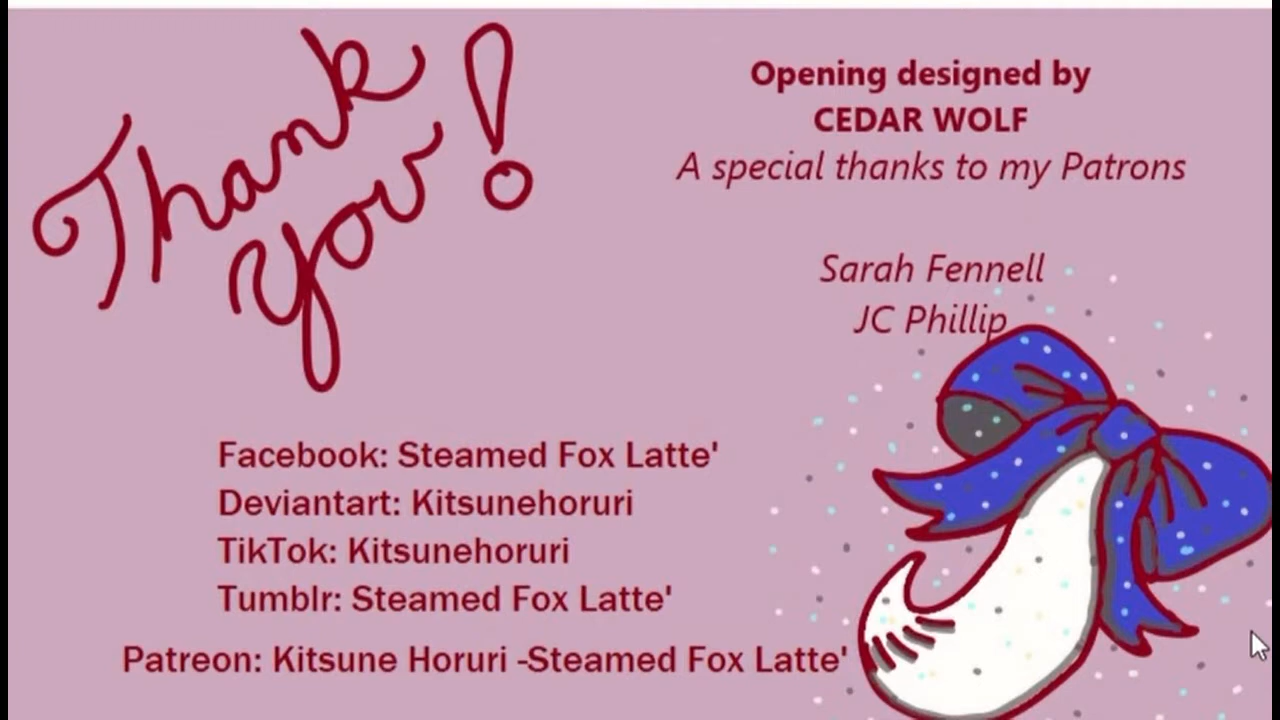 Thank
You!
Opening designed by
CEDAR WOLF
A special thanks to my Patrons
Sarah Fennell
JC Phillip
Facebook: Steamed Fox Latte'
Deviantart: Kitsunehoruri
TikTok: Kitsunehoruri
Tumblr: Steamed Fox Latte'
Patreon: Kitsune Horuri -Steamed Fox Latte'